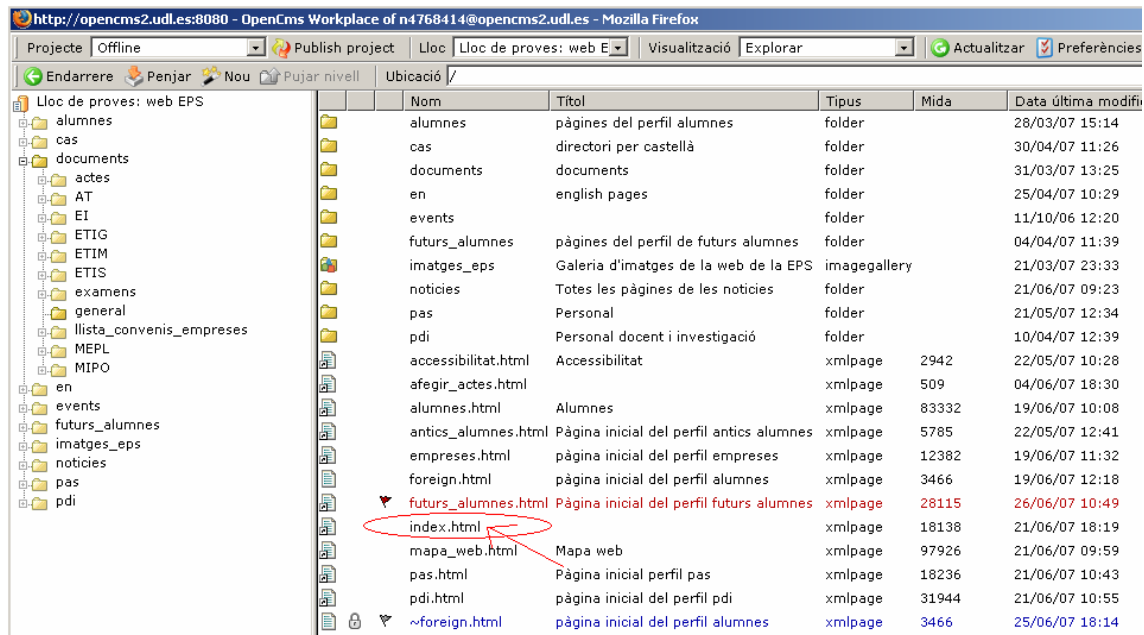 http://opencms2.udl.es:8080 - OpenCms Workplace of n4768414@opencms2.udl.es - Mozilla Firefox
Projecte Offline Publish project Lloc Lloc de proves: web E Visualització Explorar Actualitzar Preferències
Endarrere Penjar Nou Pujar nivell Ubicació /
Lloc de proves: web EPS
alumnes
cas
documents
actes
AT
EI
ETIG
ETIM
ETIS
examens
general
llista_convenis_empreses
MEPL
MIPO
en
events
futurs_alumnes
imatges_eps
noticies
pas
pdi
Nom Títol Tipus Mida Data última modifi
alumnes pàgines del perfil alumnes folder 28/03/07 15:14
cas directori per castellà folder 30/04/07 11:26
documents documents folder 31/03/07 13:25
en english pages folder 25/04/07 10:29
events folder 11/10/06 12:20
futurs_alumnes pàgines del perfil de futurs alumnes folder 04/04/07 11:39
imatges_eps Galeria d'imatges de la web de la EPS imagegallery 21/03/07 23:33
noticies Totes les pàgines de les noticies folder 21/06/07 09:23
pas Personal folder 21/05/07 12:34
pdi Personal docent i investigació folder 10/04/07 12:39
accessibilitat.html Accessibilitat xmlpage 2942 22/05/07 10:28
afegir_actes.html xmlpage 509 04/06/07 18:30
alumnes.html Alumnes xmlpage 83332 19/06/07 10:08
antics_alumnes.html Pàgina inicial del perfil antics alumnes xmlpage 5785 22/05/07 12:41
empreses.html pàgina inicial del perfil empreses xmlpage 12382 19/06/07 11:32
foreign.html pàgina inicial del perfil alumnes xmlpage 3466 19/06/07 12:18
futurs_alumnes.html Pàgina inicial del perfil futurs alumnes xmlpage 28115 26/06/07 10:49
index.html xmlpage 18138 21/06/07 18:19
mapa_web.html Mapa web xmlpage 97926 21/06/07 09:59
pas.html Pàgina inicial perfil pas xmlpage 18236 21/06/07 10:43
pdi.html pàgina inicial del perfil pdi xmlpage 31944 21/06/07 10:55
~foreign.html pàgina inicial del perfil alumnes xmlpage 3466 25/06/07 18:14